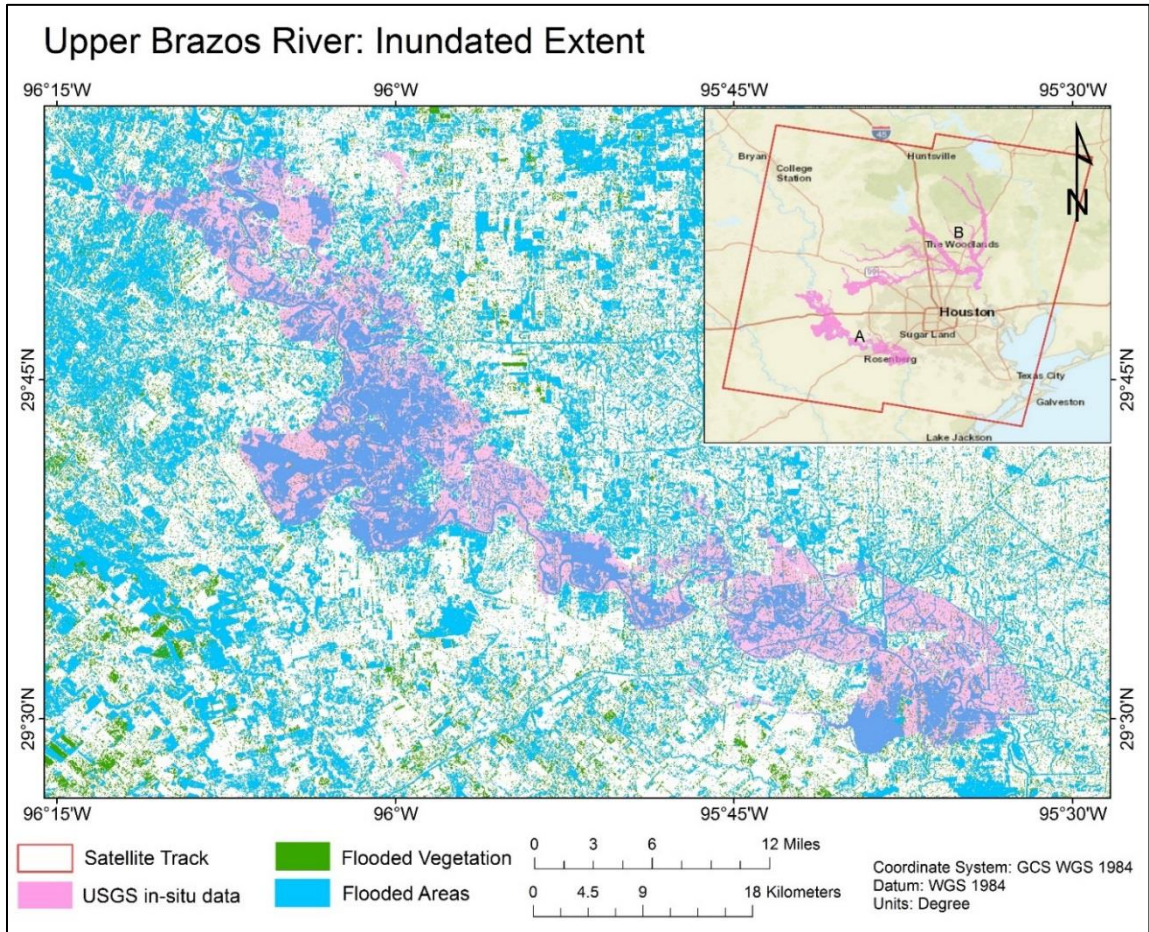 Upper Brazos River: Inundated Extent
96°15'W 96°W 95°45'W 95°30'W
45
Bryan
Huntsville
College
Station
N
B
The Woodlands
99
Houston
A
Sugar Land
Rosenberg
Texas City
Galveston
Lake Jackson
29°45'N 29°45'N
29°30'N 29°30'N
96°15'W 96°W 95°45'W 95°30'W
Satellite Track
USGS in-situ data
Flooded Vegetation
Flooded Areas
0 3 6 12 Miles
0 4.5 9 18 Kilometers
Coordinate System: GCS WGS 1984
Datum: WGS 1984
Units: Degree